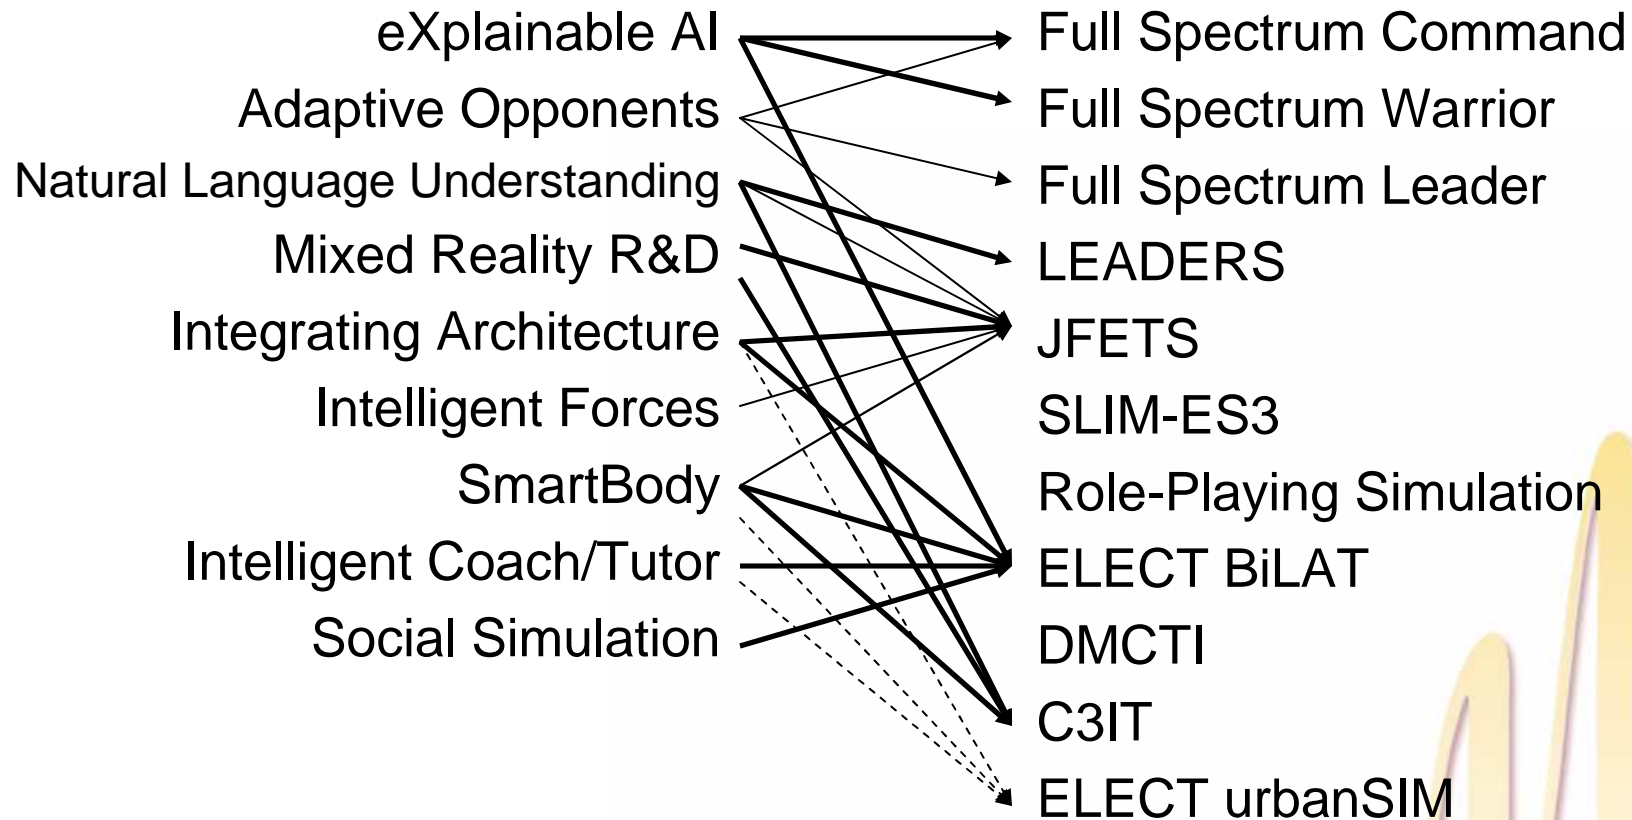 eXplainable AI
Adaptive Opponents
Natural Language Understanding
Mixed Reality R&D
Integrating Architecture
Intelligent Forces
SmartBody
Intelligent Coach/Tutor
Social Simulation
Full Spectrum Command
Full Spectrum Warrior
Full Spectrum Leader
LEADERS
JFETS
SLIM-ES3
Role-Playing Simulation
ELECT BiLAT
DMCTI
C3IT
ELECT urbanSIM